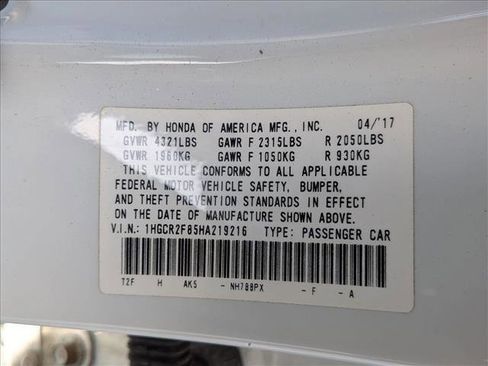 MFD. BY HONDA OF AMERICA MFG., INC. 04/'17
GVWR 4321LBS GAWR F 2315LBS R 2050LBS
GVWR 1960KG GAWR F 1050KG R 930KG
THIS VEHICLE CONFORMS TO ALL APPLICABLE
FEDERAL MOTOR VEHICLE SAFETY, BUMPER,
AND THEFT PREVENTION STANDARDS IN EFFECT
ON THE DATE OF MANUFACTURE SHOWN ABOVE.
V.I.N.: 1HGCR2F85HA219216 TYPE: PASSENGER CAR
T2F H AK5 - NH788PX - F - A